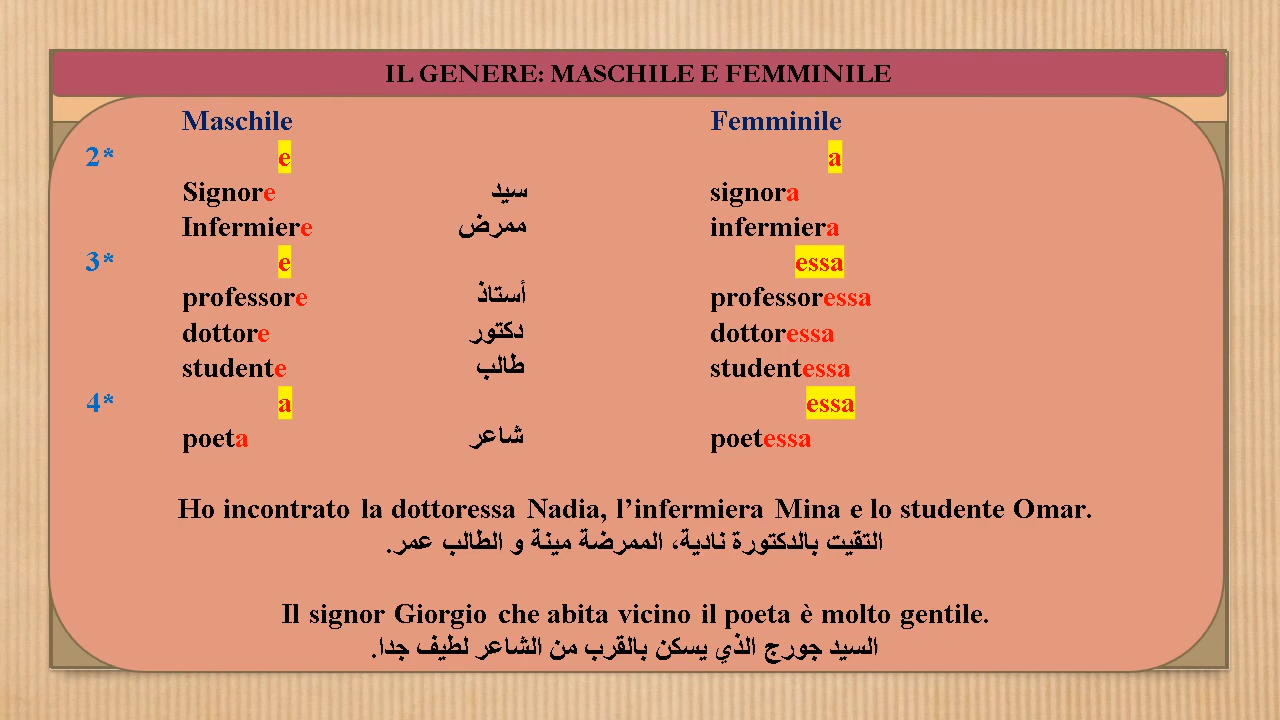 IL GENERE: MASCHILE E FEMMINILE
Maschile Femminile
2* e a
Signore سيد signora
Infermiere ممرض infermiera
3* e essa
professore أستاذ professoressa
dottore دكتور dottoressa
studente طالب studentessa
4* a essa
poeta شاعر poetessa
Ho incontrato la dottoressa Nadia, l’infermiera Mina e lo studente Omar.
التقيت بالدكتورة نادية، الممرضة مينة و الطالب عمر.
Il signor Giorgio che abita vicino il poeta è molto gentile.
السيد جورج الذي يسكن بالقرب من الشاعر لطيف جدا.